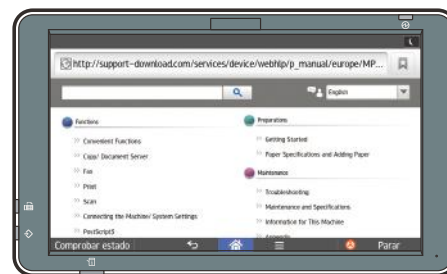 http://support-download.com/services/device/webhlp/p_manual/europe/MP...
English
Functions
Convenient Functions
Copy/ Document Server
Fax
Print
Scan
Connecting the Machine/ System Settings
PostScript3
Preparation
Getting Started
Paper Specifications and Adding Paper
Maintenance
Troubleshooting
Maintenance and Specifications
Information for This Machine
Appendix
Comprobar estado
Parar